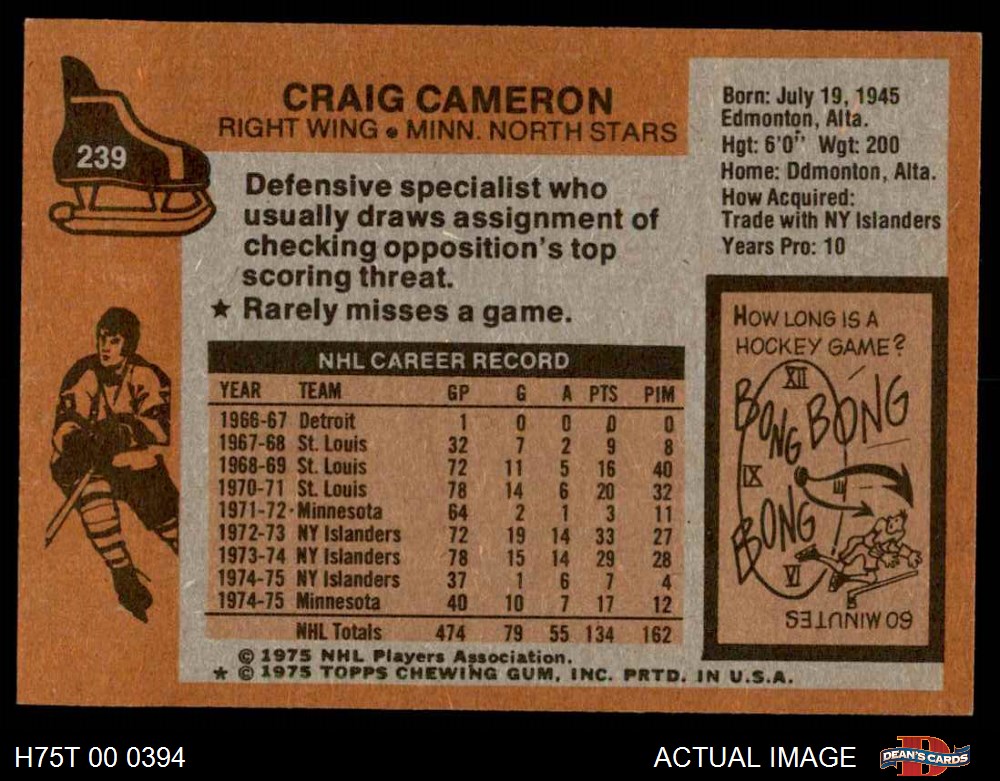 239
CRAIG CAMERON
RIGHT WING • MINN. NORTH STARS
Defensive specialist who
usually draws assignment of
checking opposition's top
scoring threat.
★ Rarely misses a game.
NHL CAREER RECORD
YEAR TEAM GP G A PTS PIM
1966-67 Detroit 1 0 0 0 0
1967-68 St. Louis 32 7 2 9 8
1968-69 St. Louis 72 11 5 16 40
1970-71 St. Louis 78 14 6 20 32
1971-72 Minnesota 64 2 1 3 11
1972-73 NY Islanders 72 19 14 33 27
1973-74 NY Islanders 78 15 14 29 28
1974-75 NY Islanders 37 1 6 7 4
1974-75 Minnesota 40 10 7 17 12
NHL Totals 474 79 55 134 162
© 1975 NHL Players Association.
★ © 1975 TOPPS CHEWING GUM, INC. PRTD. IN U.S.A.
Born: July 19, 1945
Edmonton, Alta.
Hgt: 6'0" Wgt: 200
Home: Ddmonton, Alta.
How Acquired:
Trade with NY Islanders
Years Pro: 10
HOW LONG IS A
HOCKEY GAME?
XII
BONG BONG
IX
BONG
VI
60 MINUTES
H75T 00 0394
ACTUAL IMAGE
DEAN'S CARDS